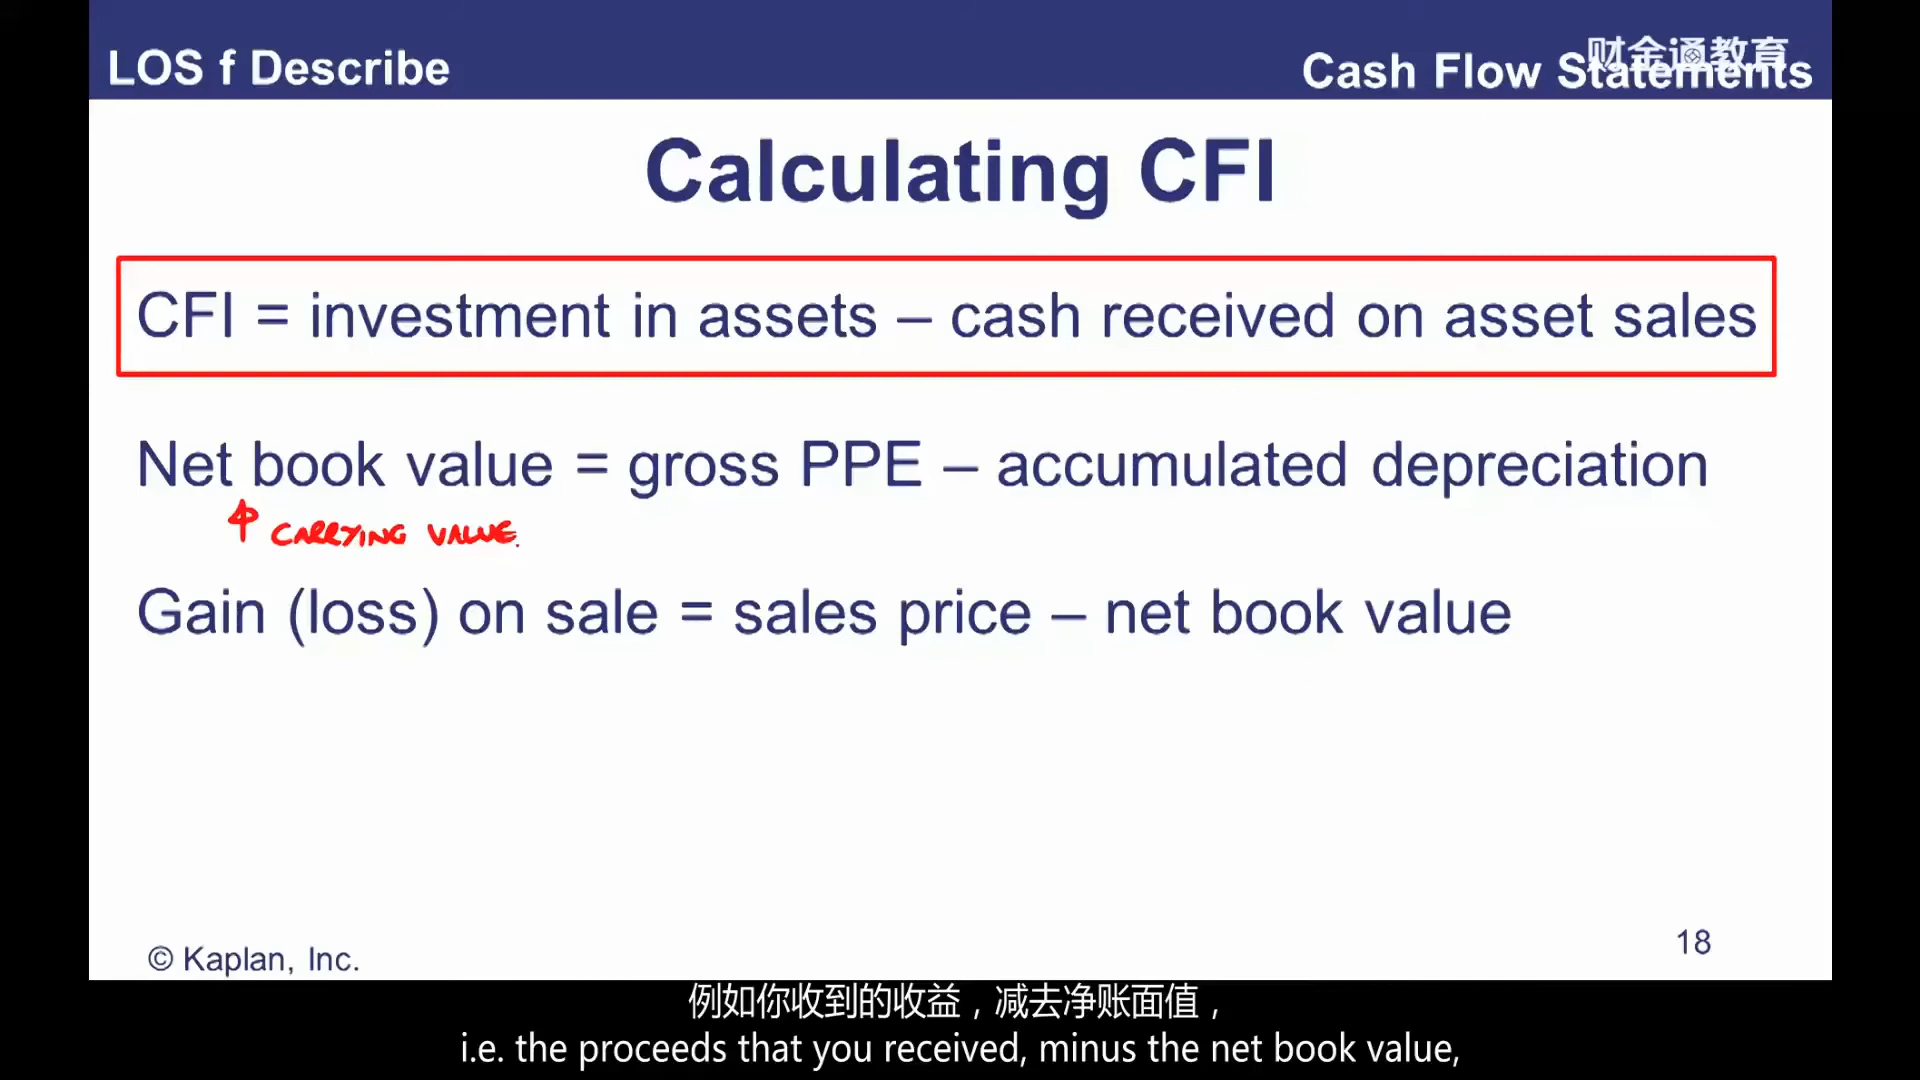 LOS f Describe
Cash Flow Statements
财金通教育
Calculating CFI
CFI = investment in assets – cash received on asset sales
Net book value = gross PPE – accumulated depreciation
CARRYING VALUE.
Gain (loss) on sale = sales price – net book value
© Kaplan, Inc.
18
例如你收到的收益，减去净账面值，
i.e. the proceeds that you received, minus the net book value,